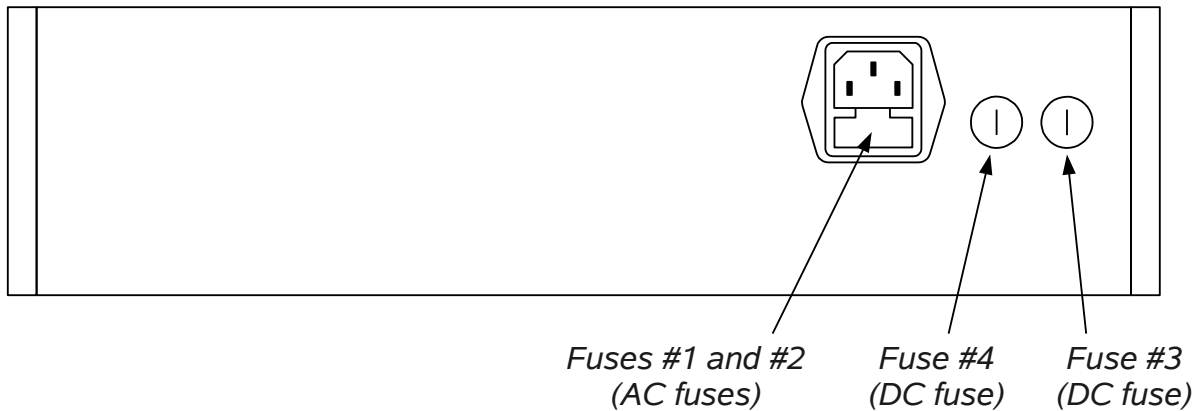 Fuses #1 and #2
(AC fuses)
Fuse #4
(DC fuse)
Fuse #3
(DC fuse)